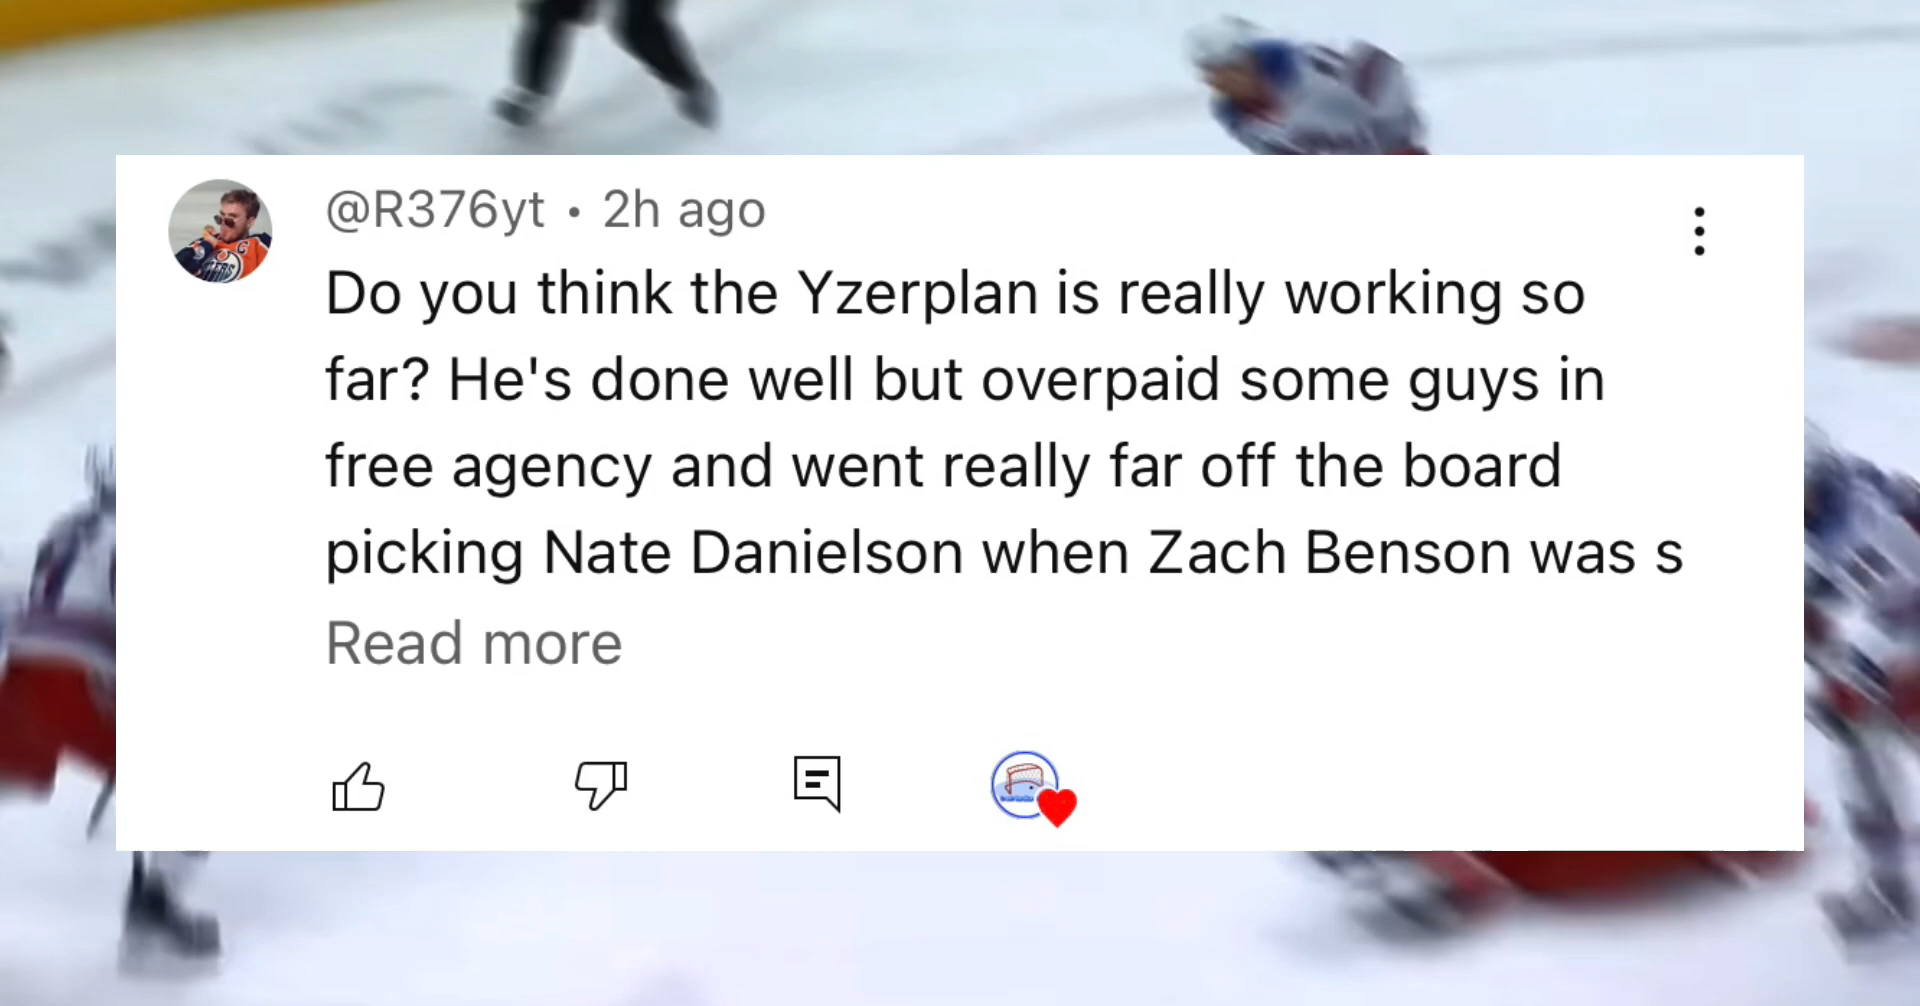 @R376yt • 2h ago
Do you think the Yzerplan is really working so
far? He's done well but overpaid some guys in
free agency and went really far off the board
picking Nate Danielson when Zach Benson was s
Read more